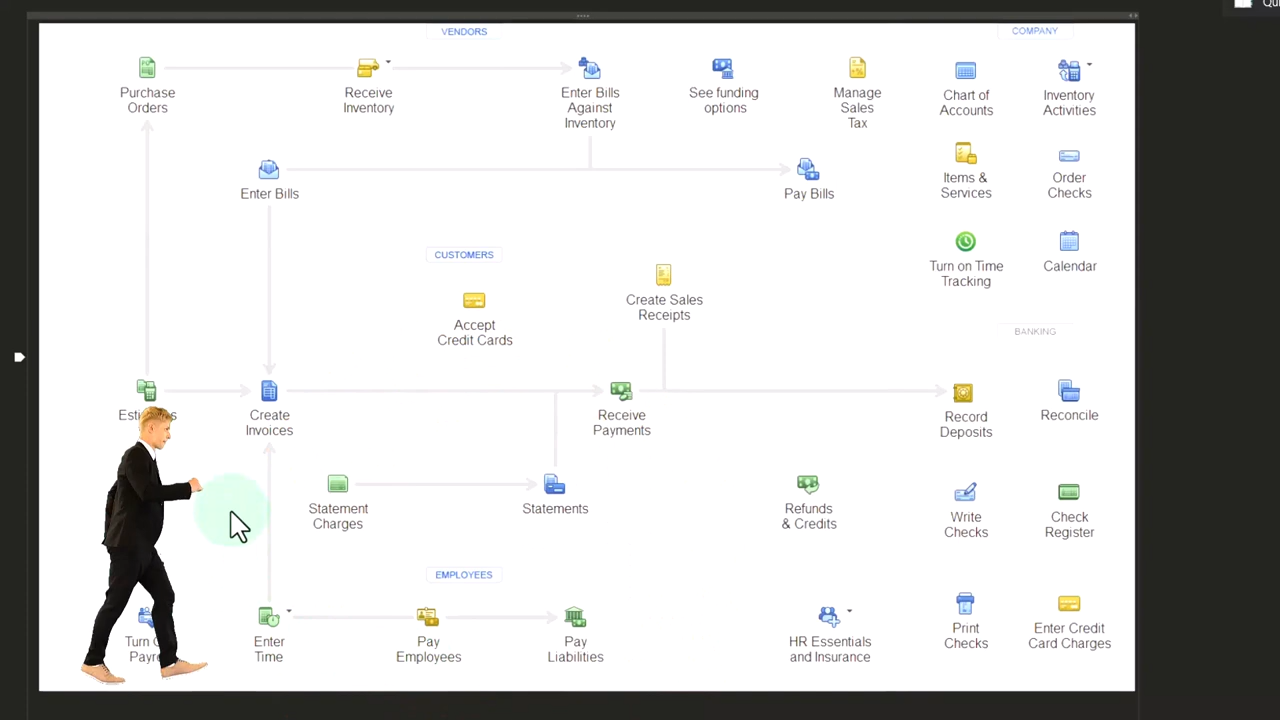 Qui
VENDORS
COMPANY
Purchase
Orders
Receive
Inventory
Enter Bills
Against
Inventory
See funding
options
Manage
Sales
Tax
Chart of
Accounts
Inventory
Activities
Enter Bills
Pay Bills
Items &
Services
Order
Checks
CUSTOMERS
Turn on Time
Tracking
Calendar
Accept
Credit Cards
Create Sales
Receipts
BANKING
Create
Invoices
Receive
Payments
Record
Deposits
Reconcile
Statement
Charges
Statements
Refunds
& Credits
Write
Checks
Check
Register
EMPLOYEES
Enter
Time
Pay
Employees
Pay
Liabilities
HR Essentials
and Insurance
Print
Checks
Enter Credit
Card Charges